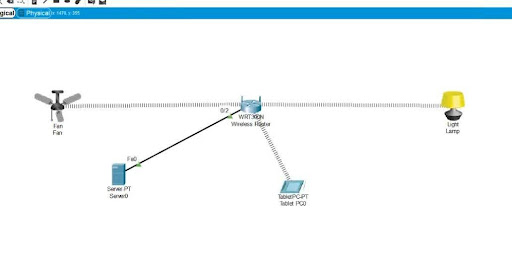 gical
Physical x: 1479, y: 355
0/2
WRT300N
Wireless Router
Fan
Fan
Light
Lamp
Fa0
Server-PT
Server0
TabletPC-PT
Tablet PC0